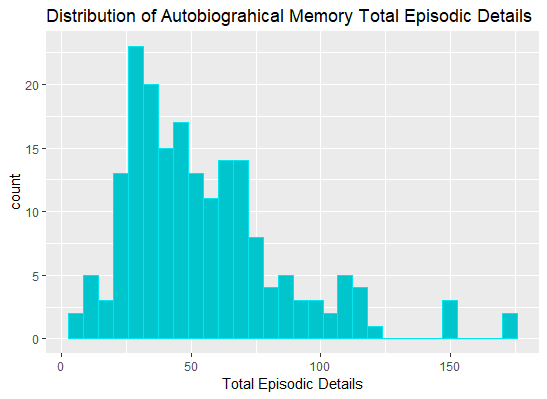 Distribution of Autobiograhical Memory Total Episodic Details
count
20
15
10
5
0
0 50 100 150
Total Episodic Details